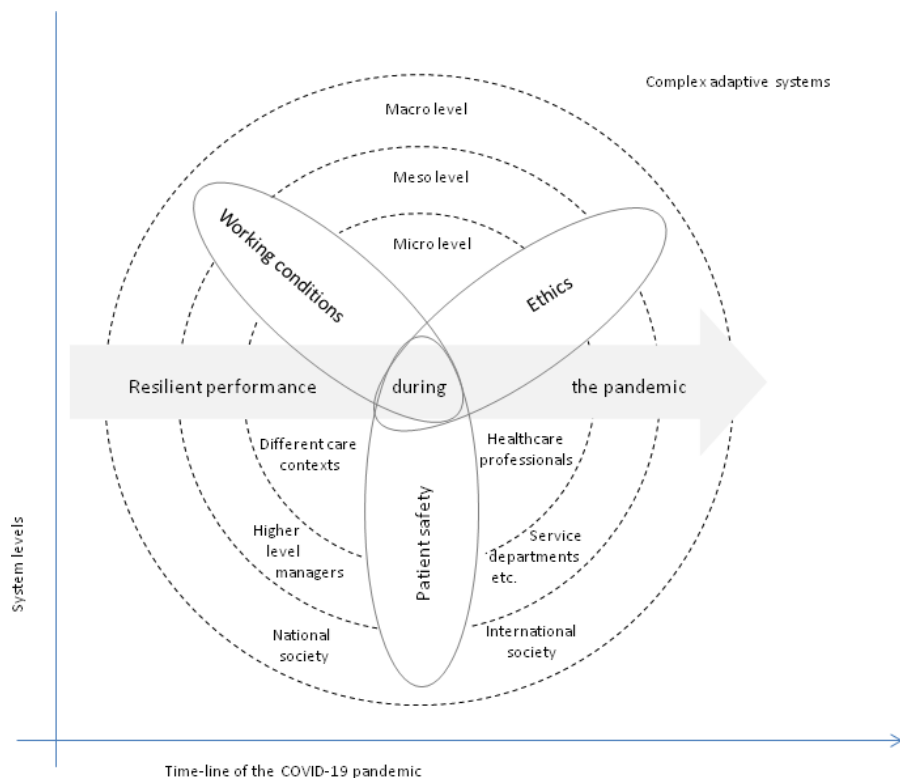 Complex adaptive systems
Macro level
Meso level
Micro level
Working conditions
Ethics
Resilient performance during the pandemic
Different care
contexts
Healthcare
professionals
Patient safety
Higher
level
managers
Service
departments
etc.
National
society
International
society
System levels
Time-line of the COVID-19 pandemic